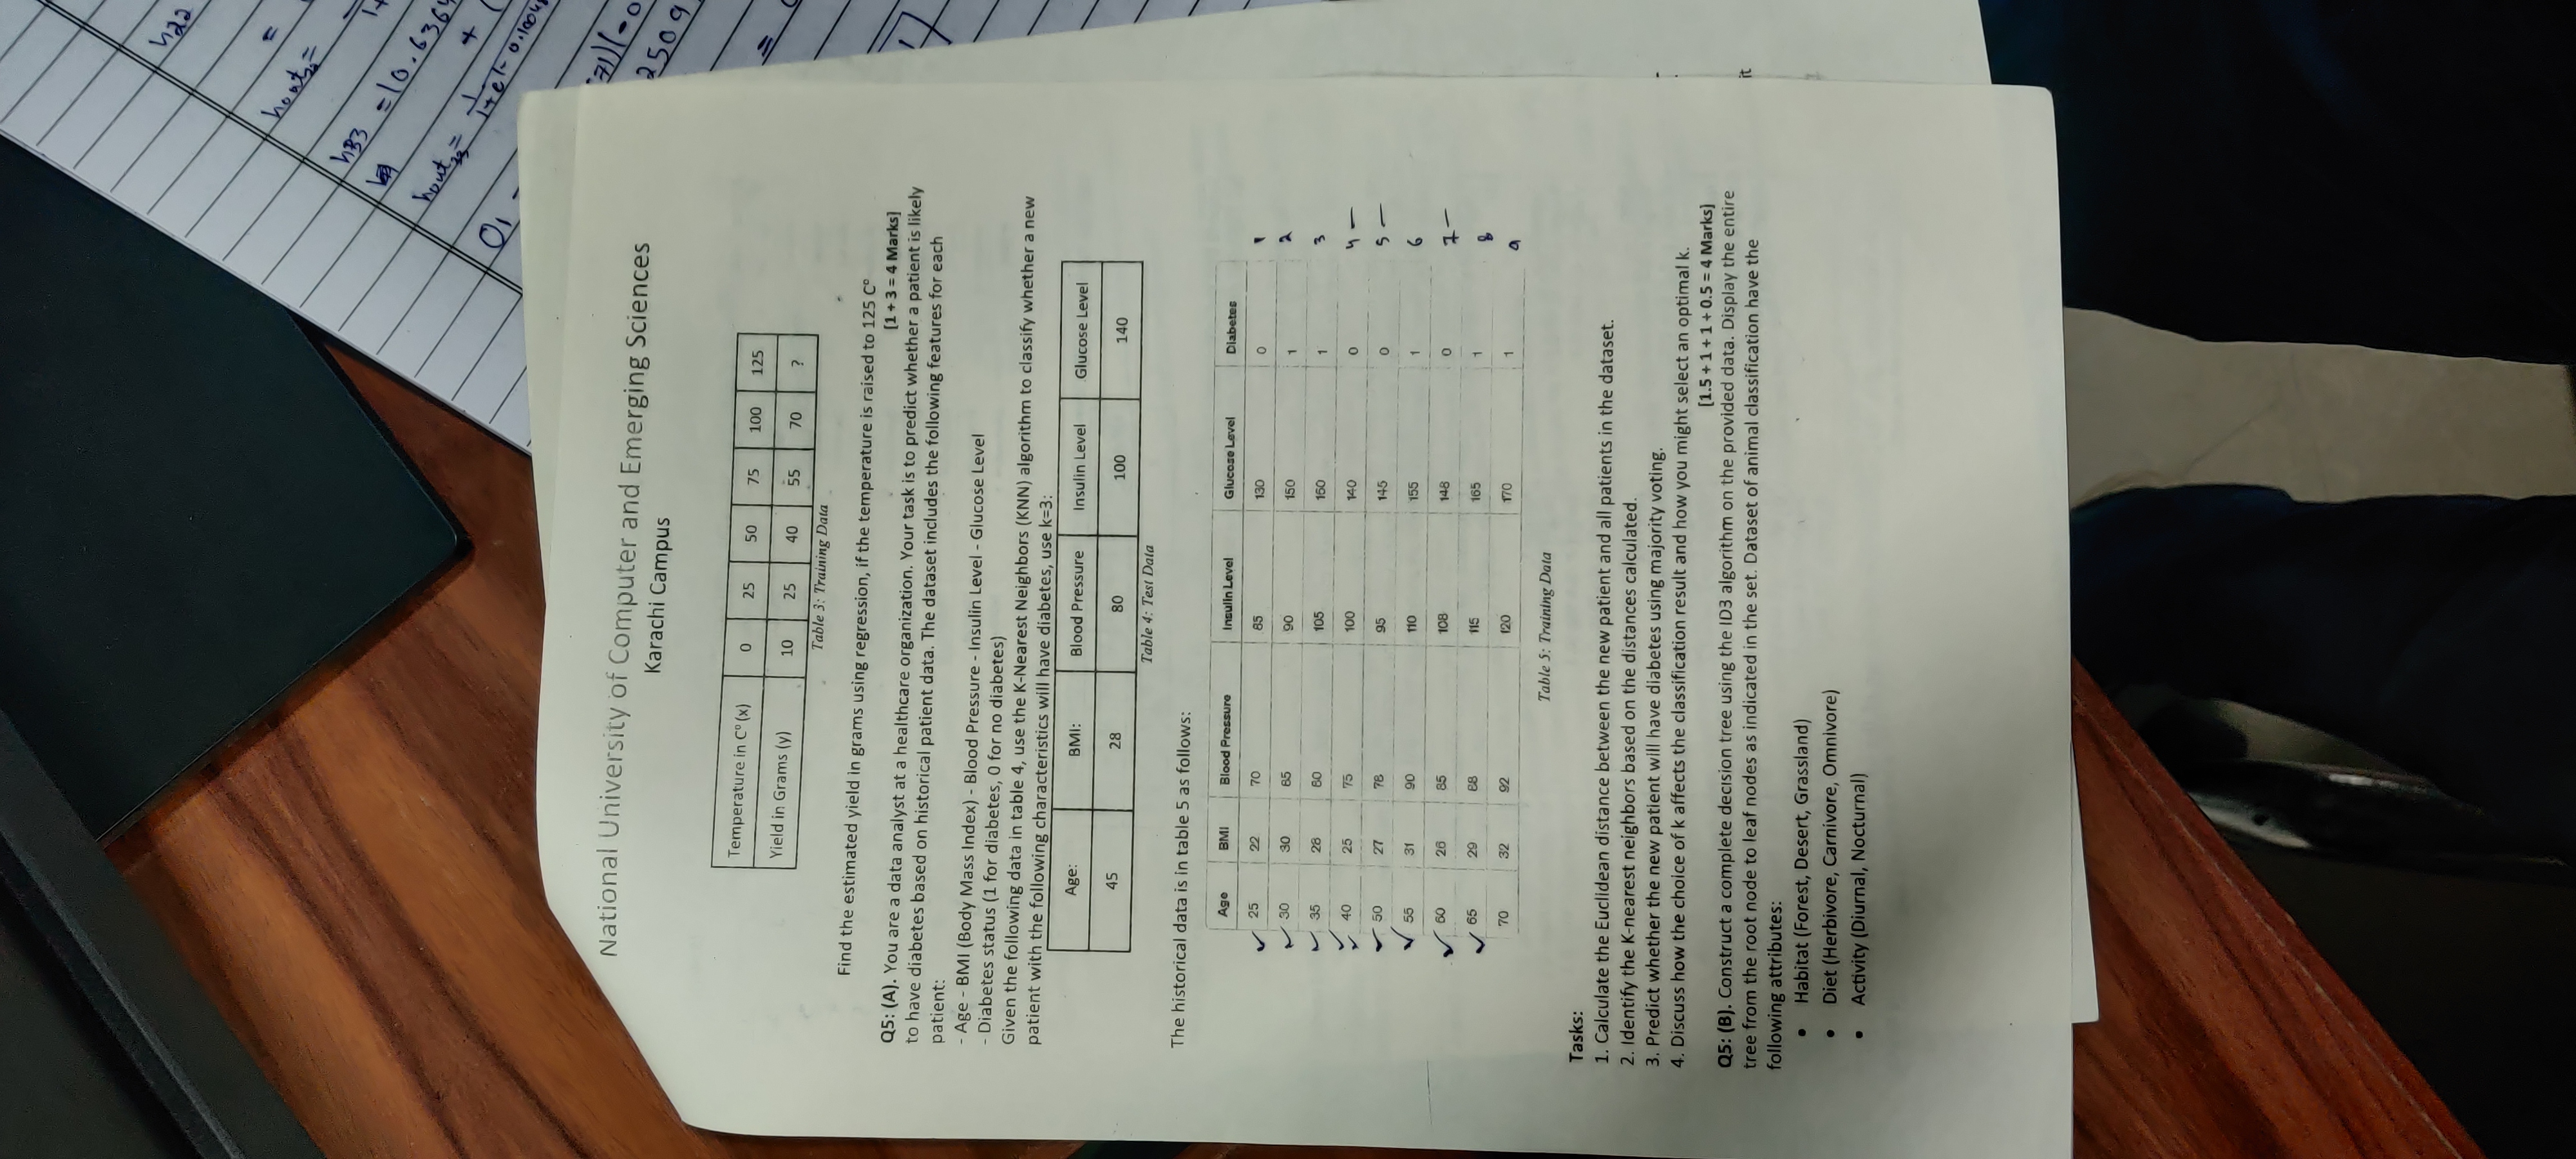 h22
=
hout22=
h33 = 10.6364
hout33= 1
1+e(-0.1004
+ (
O1 -
71)(-0
2509
=
National University of Computer and Emerging Sciences
Karachi Campus
Temperature in C° (x) 0 25 50 75 100 125
Yield in Grams (y) 10 25 40 55 70 ?
Table 3: Training Data
Find the estimated yield in grams using regression, if the temperature is raised to 125 C°
[1 + 3 = 4 Marks]
Q5: (A). You are a data analyst at a healthcare organization. Your task is to predict whether a patient is likely
to have diabetes based on historical patient data. The dataset includes the following features for each
patient:
- Age - BMI (Body Mass Index) - Blood Pressure - Insulin Level - Glucose Level
- Diabetes status (1 for diabetes, 0 for no diabetes)
Given the following data in table 4, use the K-Nearest Neighbors (KNN) algorithm to classify whether a new
patient with the following characteristics will have diabetes, use k=3:
Age: BMI: Blood Pressure Insulin Level Glucose Level
45 28 80 100 140
Table 4: Test Data
The historical data is in table 5 as follows:
Age BMI Blood Pressure Insulin Level Glucose Level Diabetes
25 22 70 85 130 0 1
30 30 85 90 150 1 2
35 28 80 105 160 1 3
40 25 75 100 140 0 4 —
50 27 78 95 145 0 5 —
55 31 90 110 155 1 6
60 26 85 108 148 0 7 —
65 29 88 115 165 1 8
70 32 92 120 170 1 9
Table 5: Training Data
Tasks:
1. Calculate the Euclidean distance between the new patient and all patients in the dataset.
2. Identify the K-nearest neighbors based on the distances calculated.
3. Predict whether the new patient will have diabetes using majority voting.
4. Discuss how the choice of k affects the classification result and how you might select an optimal k.
[1.5 + 1 + 1 + 0.5 = 4 Marks]
Q5: (B). Construct a complete decision tree using the ID3 algorithm on the provided data. Display the entire
tree from the root node to leaf nodes as indicated in the set. Dataset of animal classification have the
following attributes:
• Habitat (Forest, Desert, Grassland)
• Diet (Herbivore, Carnivore, Omnivore)
• Activity (Diurnal, Nocturnal)
it